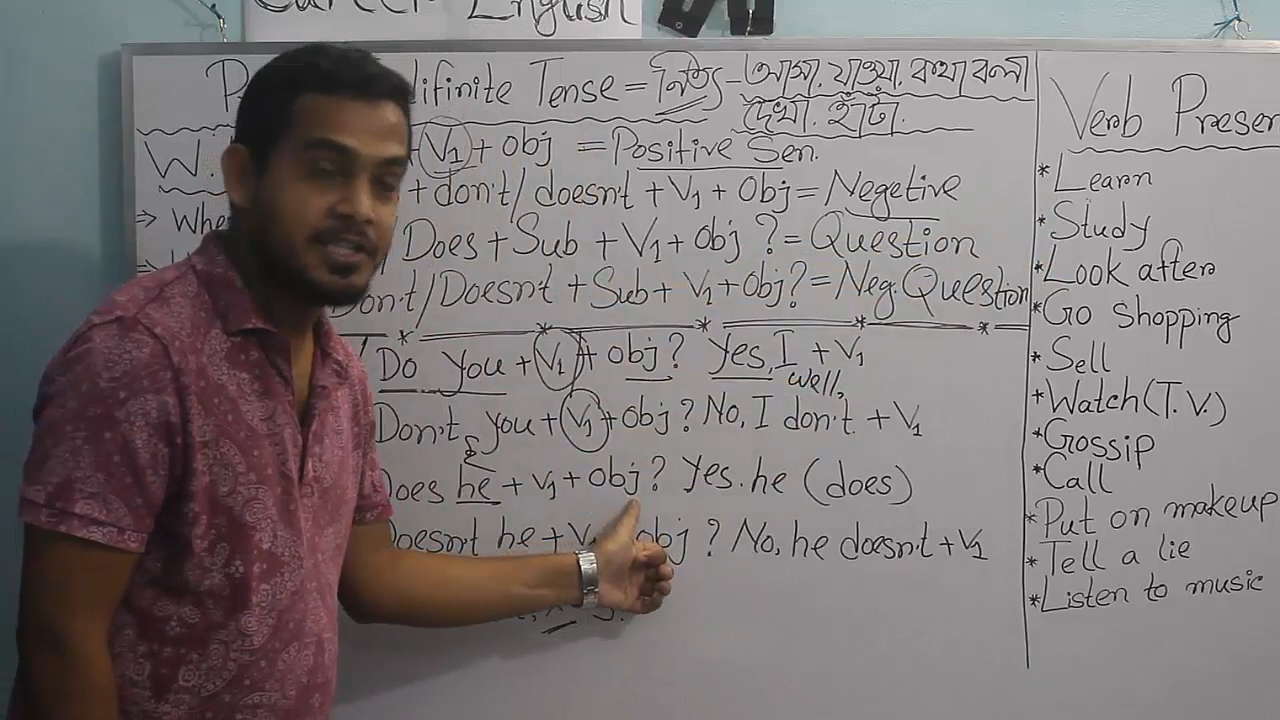 Career English
difinite Tense = নিত্য - আসা. যাওয়া. কথা বলা
দেখা. হাঁটা.
W. + V1 + obj = Positive Sen.
+ don't/doesn't + V1 + Obj = Negetive
⇒ Whe
Does + Sub + V1 + Obj ? = Question
Don't/Doesn't + Sub + V1 + Obj? = Neg. Question
Do you + V1 + obj? Yes, I + V1
well,
Don't you + V1 + obj? No, I don't + V1
Does he + V1 + obj? Yes. he (does)
Doesn't he + V1 obj? No, he doesn't + V1
Verb Presen
* Learn
* Study
* Look after
* Go shopping
* Sell
* Watch (T.V.)
* Gossip
* Call
* Put on makeup
* Tell a lie
* Listen to music